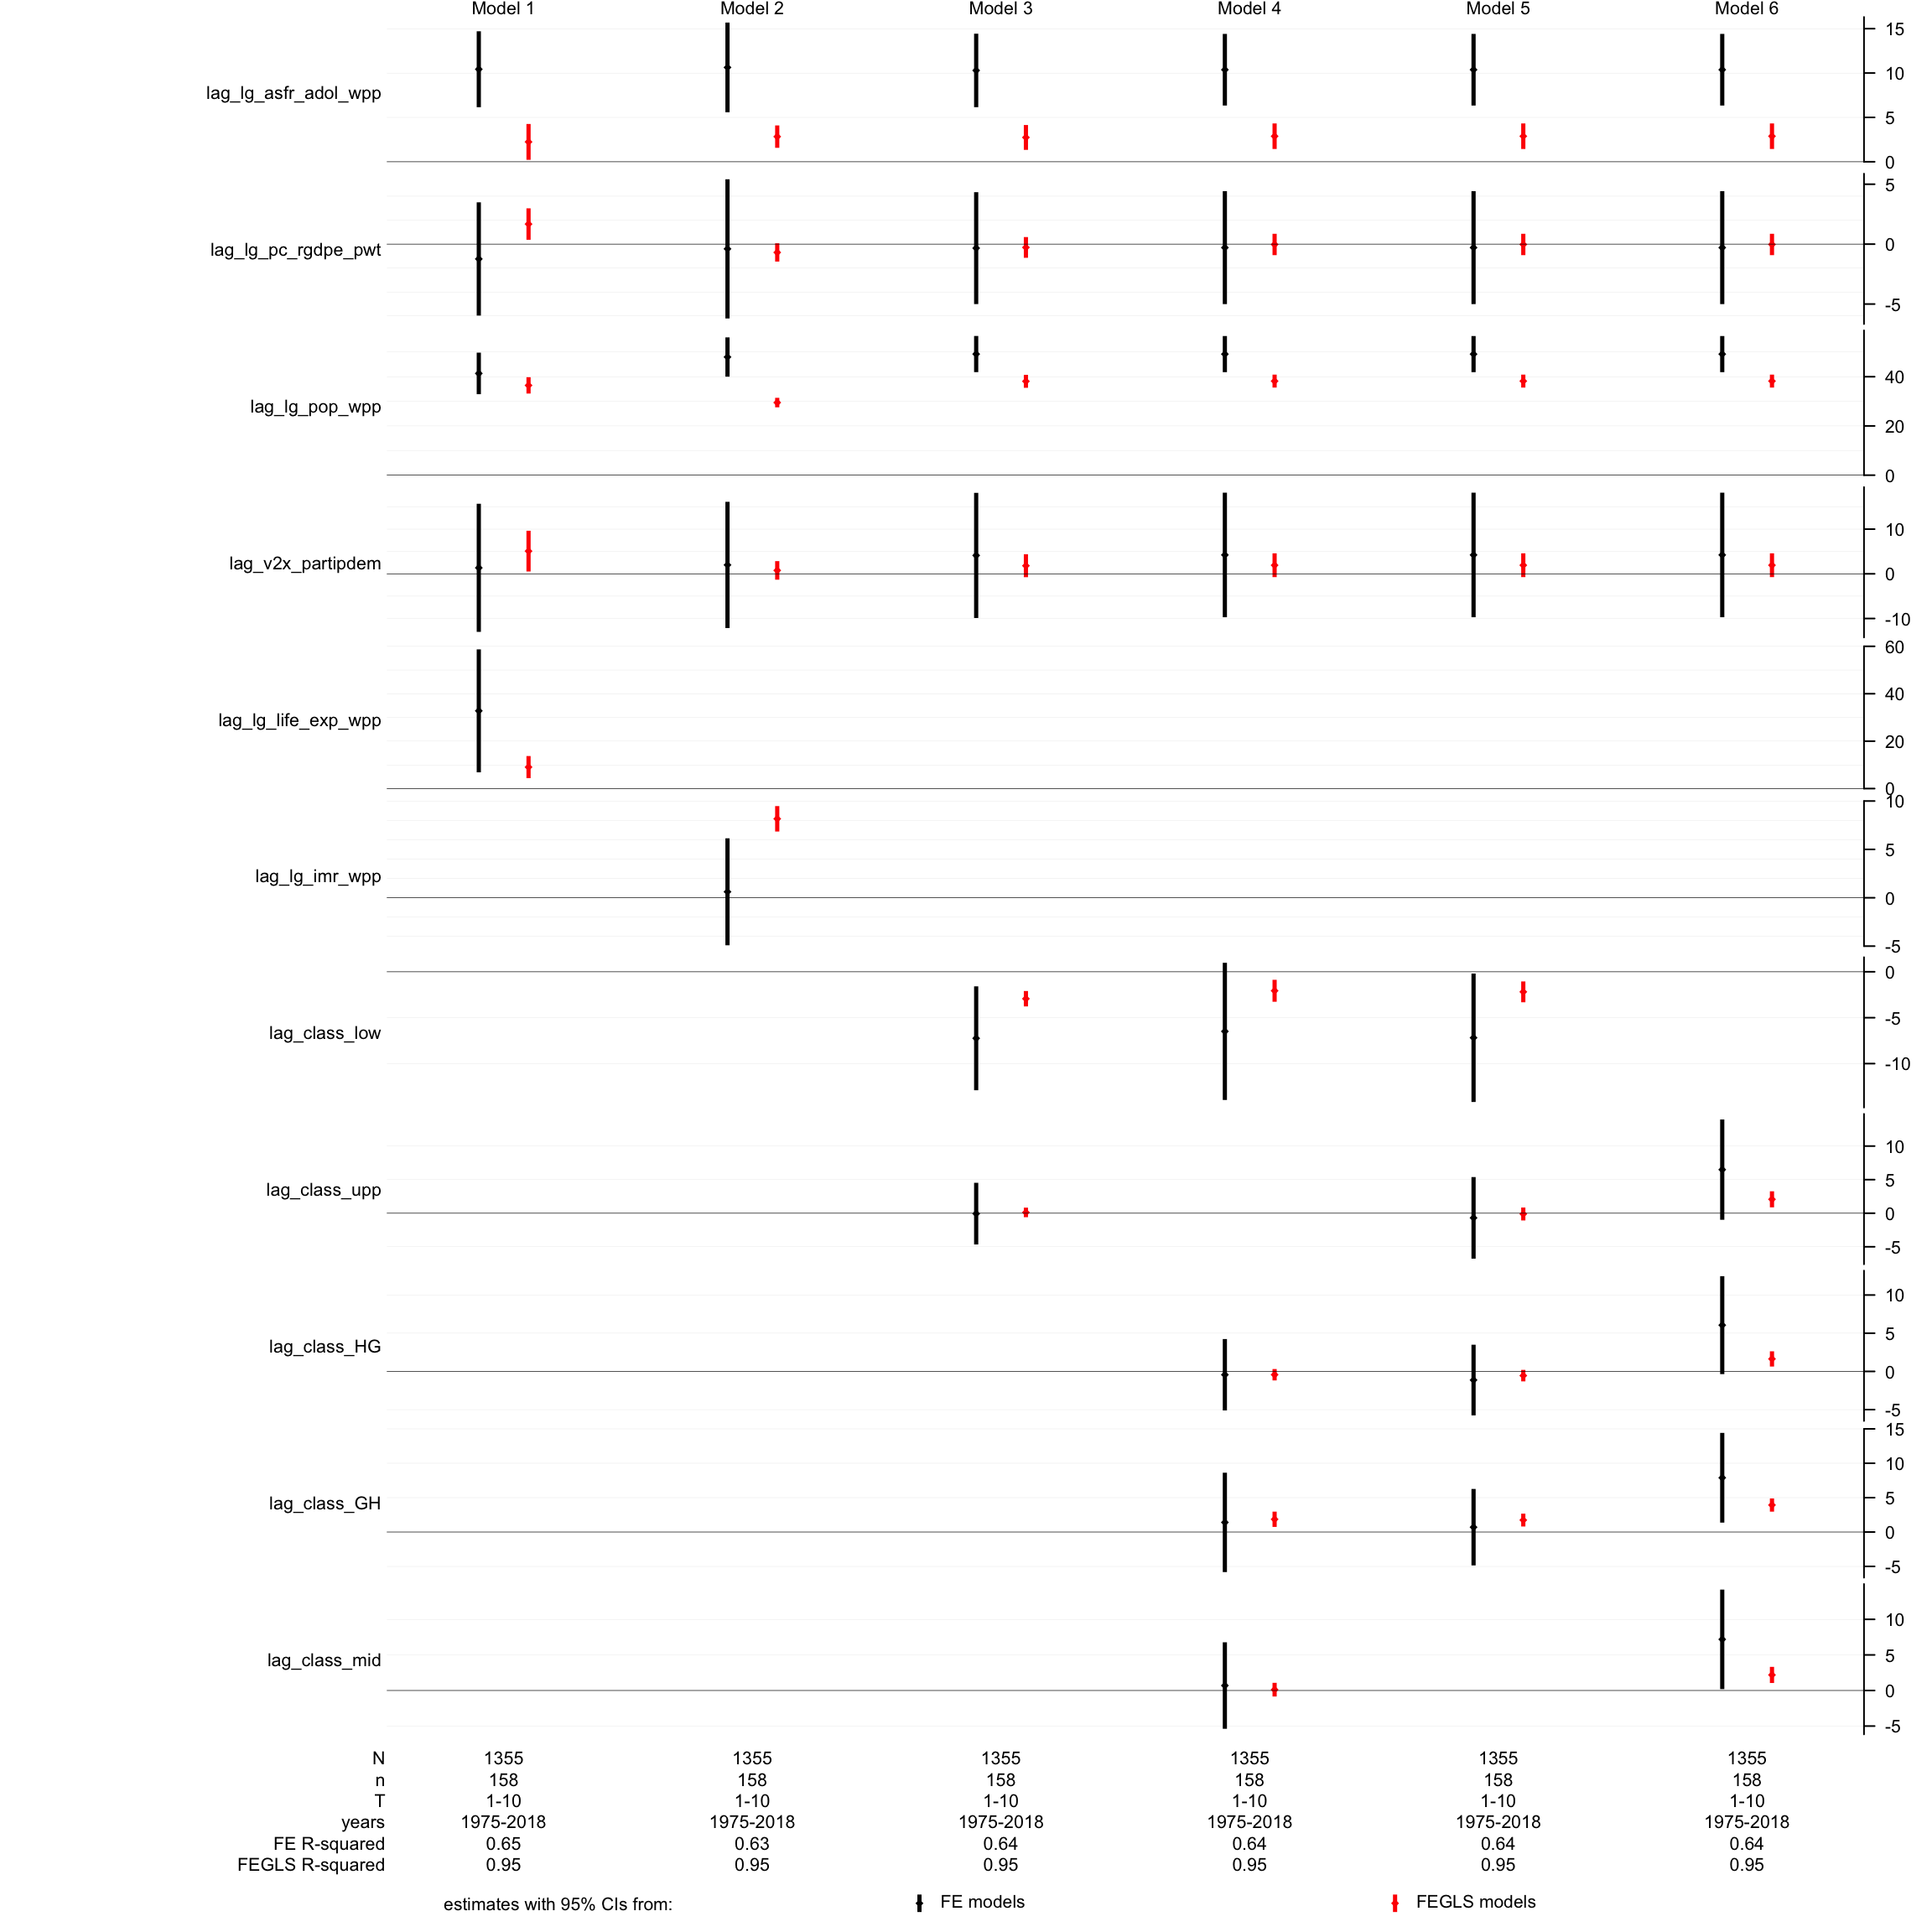 Model 1 Model 2 Model 3 Model 4 Model 5 Model 6
lag_lg_asfr_adol_wpp
15
10
5
0
lag_lg_pc_rgdpe_pwt
5
0
-5
lag_lg_pop_wpp
40
20
0
lag_v2x_partipdem
10
0
-10
lag_lg_life_exp_wpp
60
40
20
0
lag_lg_imr_wpp
10
5
0
-5
lag_class_low
0
-5
-10
lag_class_upp
10
5
0
-5
lag_class_HG
10
5
0
-5
lag_class_GH
15
10
5
0
-5
lag_class_mid
10
5
0
-5
N 1355 1355 1355 1355 1355 1355
n 158 158 158 158 158 158
T 1-10 1-10 1-10 1-10 1-10 1-10
years 1975-2018 1975-2018 1975-2018 1975-2018 1975-2018 1975-2018
FE R-squared 0.65 0.63 0.64 0.64 0.64 0.64
FEGLS R-squared 0.95 0.95 0.95 0.95 0.95 0.95
estimates with 95% CIs from: FE models FEGLS models